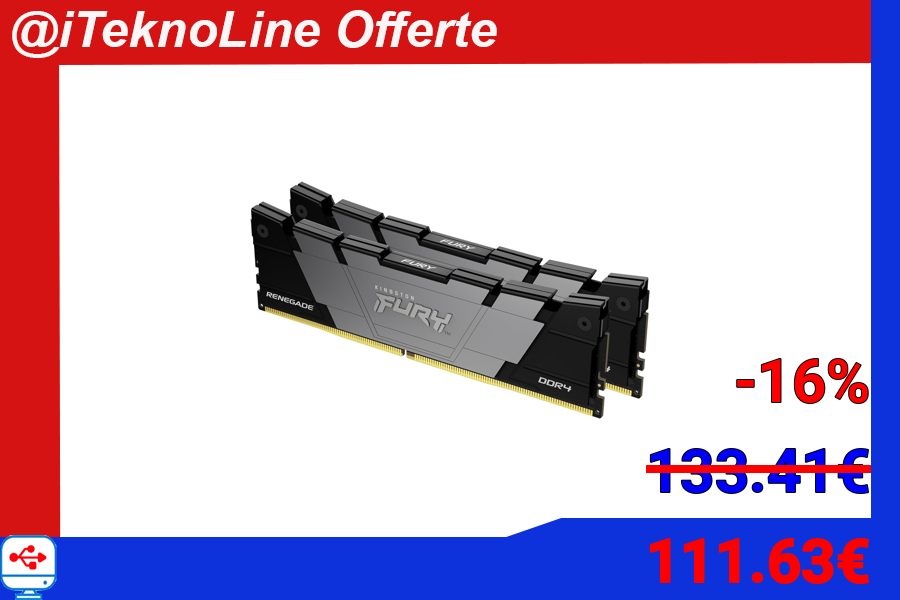 @iTeknoLine Offerte
FURY
FURY
KINGSTON
FURY
RENEGADE
DDR4
-16%
133.41€
111.63€